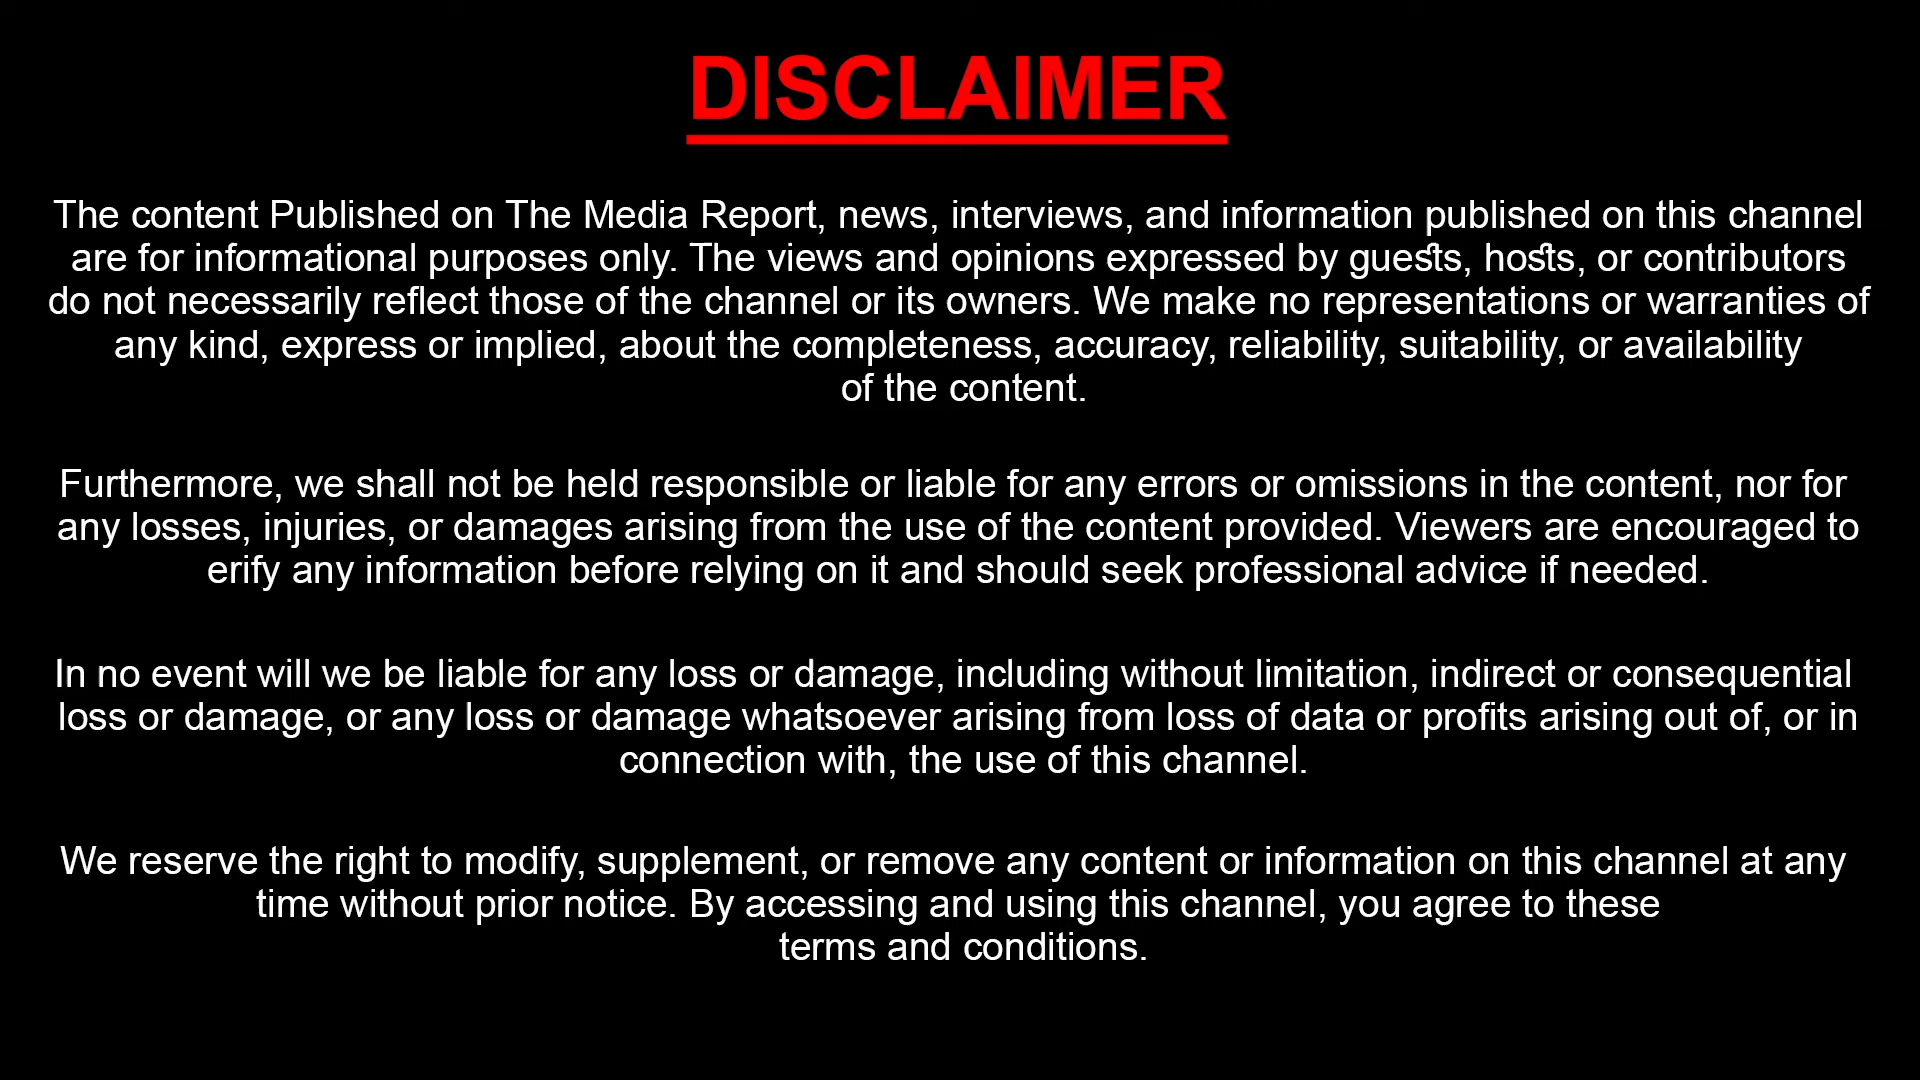 DISCLAIMER
The content Published on The Media Report, news, interviews, and information published on this channel
are for informational purposes only. The views and opinions expressed by guests, hosts, or contributors
do not necessarily reflect those of the channel or its owners. We make no representations or warranties of
any kind, express or implied, about the completeness, accuracy, reliability, suitability, or availability
of the content.
Furthermore, we shall not be held responsible or liable for any errors or omissions in the content, nor for
any losses, injuries, or damages arising from the use of the content provided. Viewers are encouraged to
erify any information before relying on it and should seek professional advice if needed.
In no event will we be liable for any loss or damage, including without limitation, indirect or consequential
loss or damage, or any loss or damage whatsoever arising from loss of data or profits arising out of, or in
connection with, the use of this channel.
We reserve the right to modify, supplement, or remove any content or information on this channel at any
time without prior notice. By accessing and using this channel, you agree to these
terms and conditions.